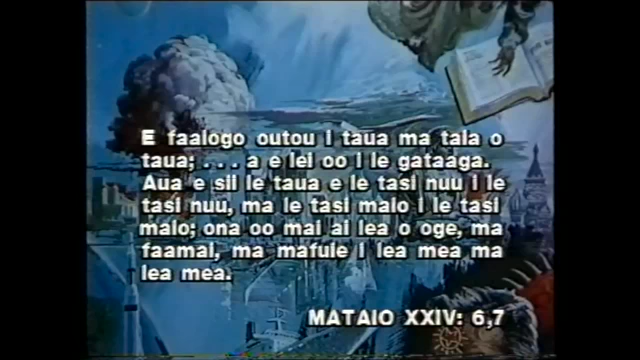 E faalogo outou i taua ma tala o
taua; . . . a e lei oo i le gataaga.
Aua e sii le taua e le tasi nuu i le
tasi nuu, ma le tasi malo i le tasi
malo; ona oo mai ai lea o oge, ma
faamai, ma mafuie i lea mea ma
lea mea.
MATAIO XXIV: 6,7